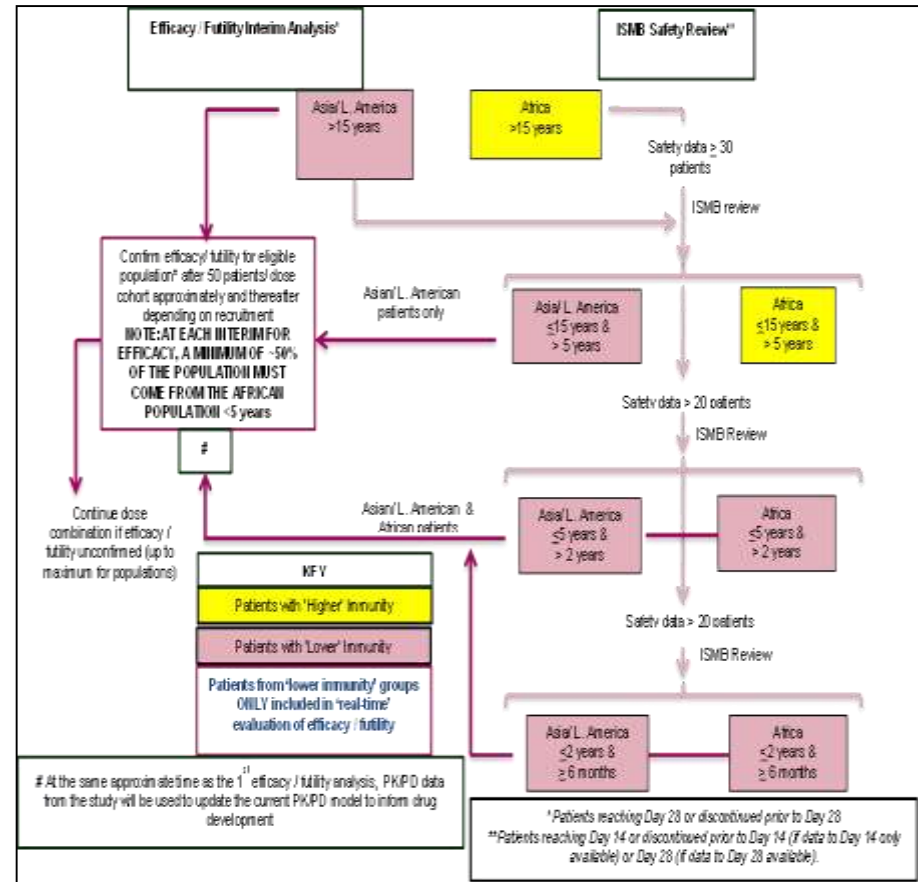 Efficacy / Futility Interim Analysis*
ISMB Safety Review**
Asia/ L. America
>15 years
Africa
>15 years
Safety data ≥ 30
patients
ISMB review
Confirm efficacy/ futility for eligible
population* after 50 patients/ dose
cohort approximately and thereafter
depending on recruitment
NOTE: AT EACH INTERIM FOR
EFFICACY, A MINIMUM OF ~50%
OF THE POPULATION MUST
COME FROM THE AFRICAN
POPULATION <5 years
#
Asian/ L. American
patients only
Asia/ L. America
≤15 years &
> 5 years
Africa
≤15 years &
> 5 years
Safety data > 20 patients
ISMB Review
Continue dose
combination if efficacy /
futility unconfirmed (up to
maximum for populations)
Asian/ L. American &
African patients
Asia/ L. America
≤5 years &
> 2 years
Africa
≤5 years &
> 2 years
KEY
Patients with 'Higher' Immunity
Patients with 'Lower' Immunity
Patients from 'lower immunity' groups
ONLY included in 'real-time'
evaluation of efficacy / futility
Safety data > 20 patients
ISMB Review
Asia/ L. America
≤2 years &
≥ 6 months
Africa
≤2 years &
≥ 6 months
# At the same approximate time as the 1st efficacy / futility analysis, PK/PD data
from the study will be used to update the current PK/PD model to inform drug
development
*Patients reaching Day 28 or discontinued prior to Day 28
**Patients reaching Day 14 or discontinued prior to Day 14 (if data to Day 14 only
available) or Day 28 (if data to Day 28 available).